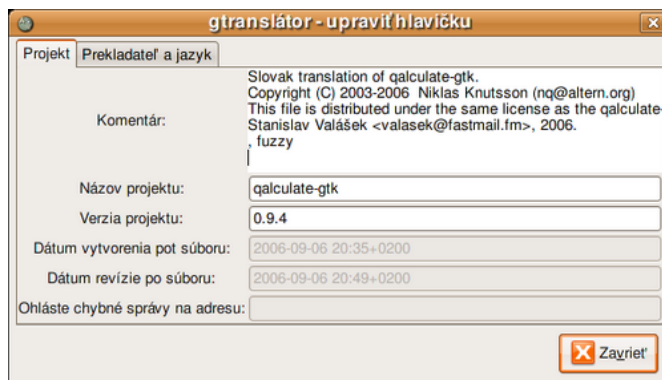 gtranslátor - upraviť hlavičku
Projekt
Prekladateľ a jazyk
Komentár:
Slovak translation of qalculate-gtk.
Copyright (C) 2003-2006  Niklas Knutsson (nq@altern.org)
This file is distributed under the same license as the qalculate-
Stanislav Valášek <valasek@fastmail.fm>, 2006.
, fuzzy
Názov projektu:
qalculate-gtk
Verzia projektu:
0.9.4
Dátum vytvorenia pot súboru:
2006-09-06 20:35+0200
Dátum revízie po súboru:
2006-09-06 20:49+0200
Ohláste chybné správy na adresu:
Zavrieť